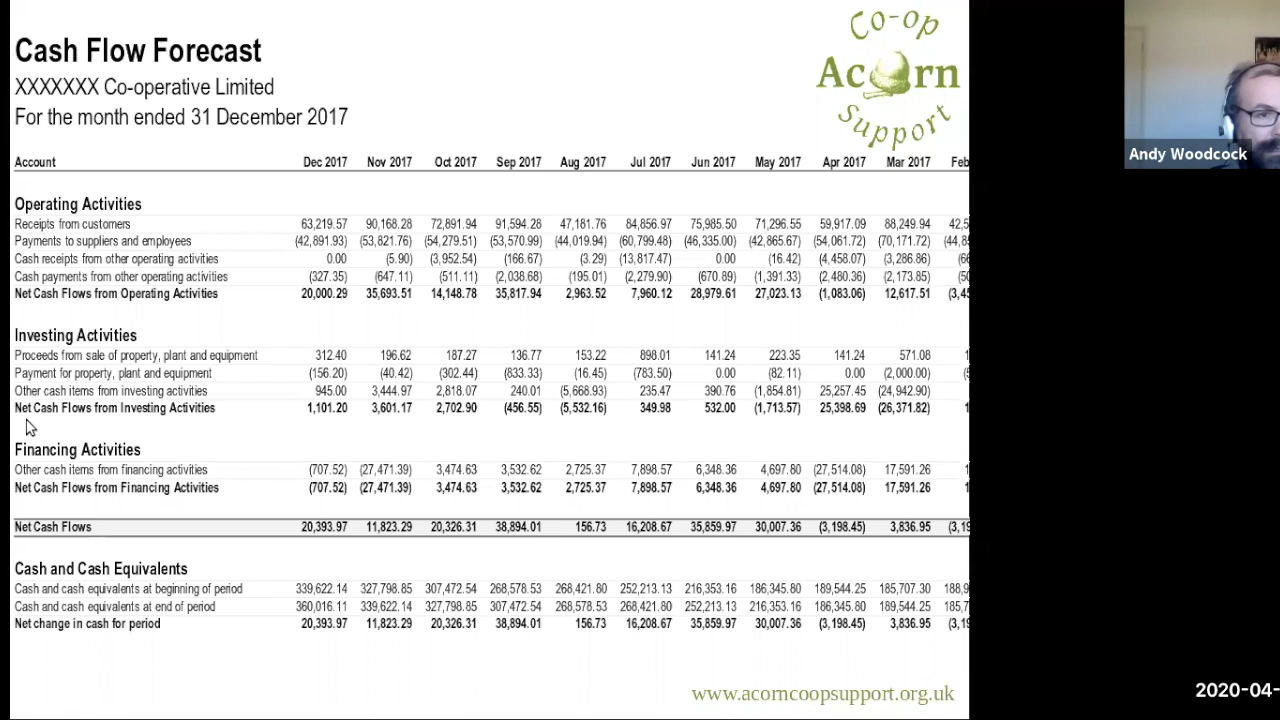 Co-op
Acorn
Support
Cash Flow Forecast
XXXXXXX Co-operative Limited
For the month ended 31 December 2017
Andy Woodcock
Account Dec 2017 Nov 2017 Oct 2017 Sep 2017 Aug 2017 Jul 2017 Jun 2017 May 2017 Apr 2017 Mar 2017 Feb
Operating Activities
Receipts from customers 63,219.57 90,168.28 72,891.94 91,594.28 47,181.76 84,856.97 75,985.50 71,296.55 59,917.09 88,249.94 42,5
Payments to suppliers and employees (42,891.93) (53,821.76) (54,279.51) (53,570.99) (44,019.94) (60,799.48) (46,335.00) (42,865.67) (54,061.72) (70,171.72) (44,8
Cash receipts from other operating activities 0.00 (5.90) (3,952.54) (166.67) (3.29) (13,817.47) 0.00 (16.42) (4,458.07) (3,286.86) (66
Cash payments from other operating activities (327.35) (647.11) (511.11) (2,038.68) (195.01) (2,279.90) (670.89) (1,391.33) (2,480.36) (2,173.85) (50
Net Cash Flows from Operating Activities 20,000.29 35,693.51 14,148.78 35,817.94 2,963.52 7,960.12 28,979.61 27,023.13 (1,083.06) 12,617.51 (3,45
Investing Activities
Proceeds from sale of property, plant and equipment 312.40 196.62 187.27 136.77 153.22 898.01 141.24 223.35 141.24 571.08 1
Payment for property, plant and equipment (156.20) (40.42) (302.44) (833.33) (16.45) (783.50) 0.00 (82.11) 0.00 (2,000.00)
Other cash items from investing activities 945.00 3,444.97 2,818.07 240.01 (5,668.93) 235.47 390.76 (1,854.81) 25,257.45 (24,942.90)
Net Cash Flows from Investing Activities 1,101.20 3,601.17 2,702.90 (456.55) (5,532.16) 349.98 532.00 (1,713.57) 25,398.69 (26,371.82) 1
Financing Activities
Other cash items from financing activities (707.52) (27,471.39) 3,474.63 3,532.62 2,725.37 7,898.57 6,348.36 4,697.80 (27,514.08) 17,591.26 1
Net Cash Flows from Financing Activities (707.52) (27,471.39) 3,474.63 3,532.62 2,725.37 7,898.57 6,348.36 4,697.80 (27,514.08) 17,591.26 1
Net Cash Flows 20,393.97 11,823.29 20,326.31 38,894.01 156.73 16,208.67 35,859.97 30,007.36 (3,198.45) 3,836.95 (3,19
Cash and Cash Equivalents
Cash and cash equivalents at beginning of period 339,622.14 327,798.85 307,472.54 268,578.53 268,421.80 252,213.13 216,353.16 186,345.80 189,544.25 185,707.30 188,9
Cash and cash equivalents at end of period 360,016.11 339,622.14 327,798.85 307,472.54 268,578.53 268,421.80 252,213.13 216,353.16 186,345.80 189,544.25 185,7
Net change in cash for period 20,393.97 11,823.29 20,326.31 38,894.01 156.73 16,208.67 35,859.97 30,007.36 (3,198.45) 3,836.95 (3,19
www.acorncoopsupport.org.uk
2020-04-